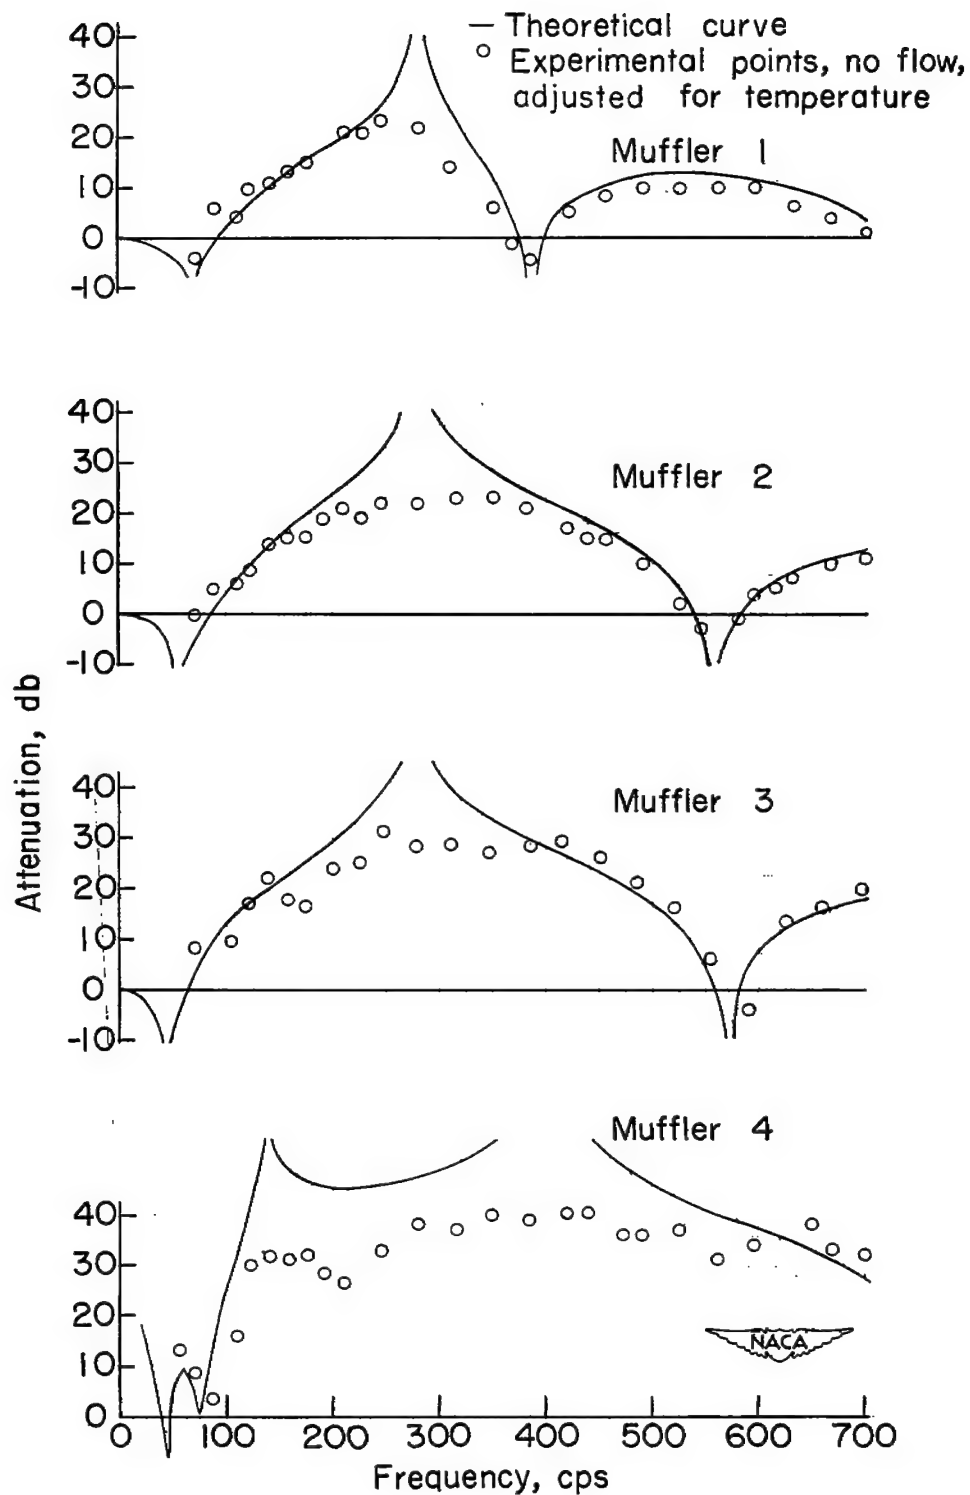 — Theoretical curve
○ Experimental points, no flow,
adjusted for temperature
40
30
20
10
0
-10
Muffler 1
40
30
20
10
0
-10
Muffler 2
40
30
20
10
0
-10
Muffler 3
40
30
20
10
0
Muffler 4
NACA
0 100 200 300 400 500 600 700
Frequency, cps
Attenuation, db